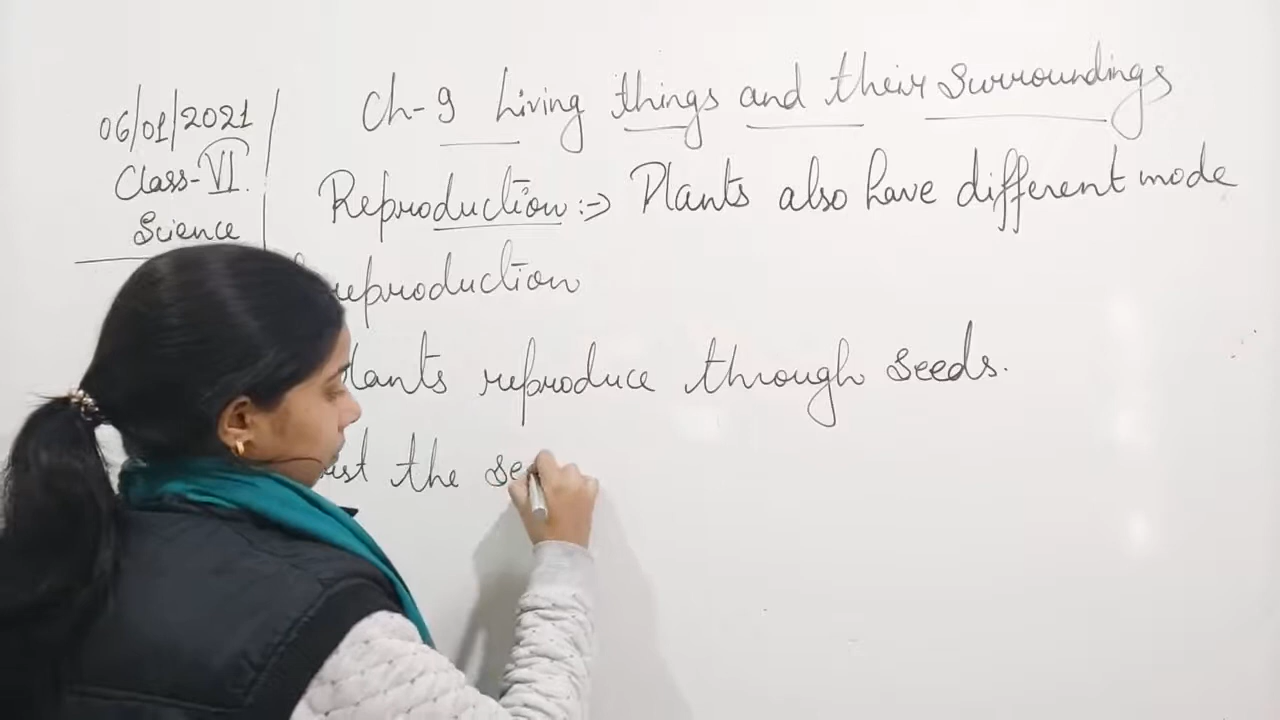 06/01/2021
Class-VI.
Science
Ch-9 Living things and their surroundings
Reproduction :-> Plants also have different mode
reproduction
lants reproduce through seeds.
the se